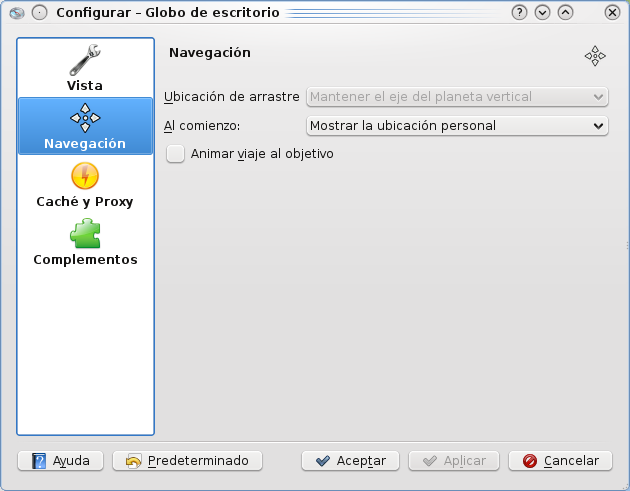 Configurar – Globo de escritorio
Vista
Navegación
Caché y Proxy
Complementos
Navegación
Ubicación de arrastre Mantener el eje del planeta vertical
Al comienzo: Mostrar la ubicación personal
Animar viaje al objetivo
Ayuda Predeterminado Aceptar Aplicar Cancelar